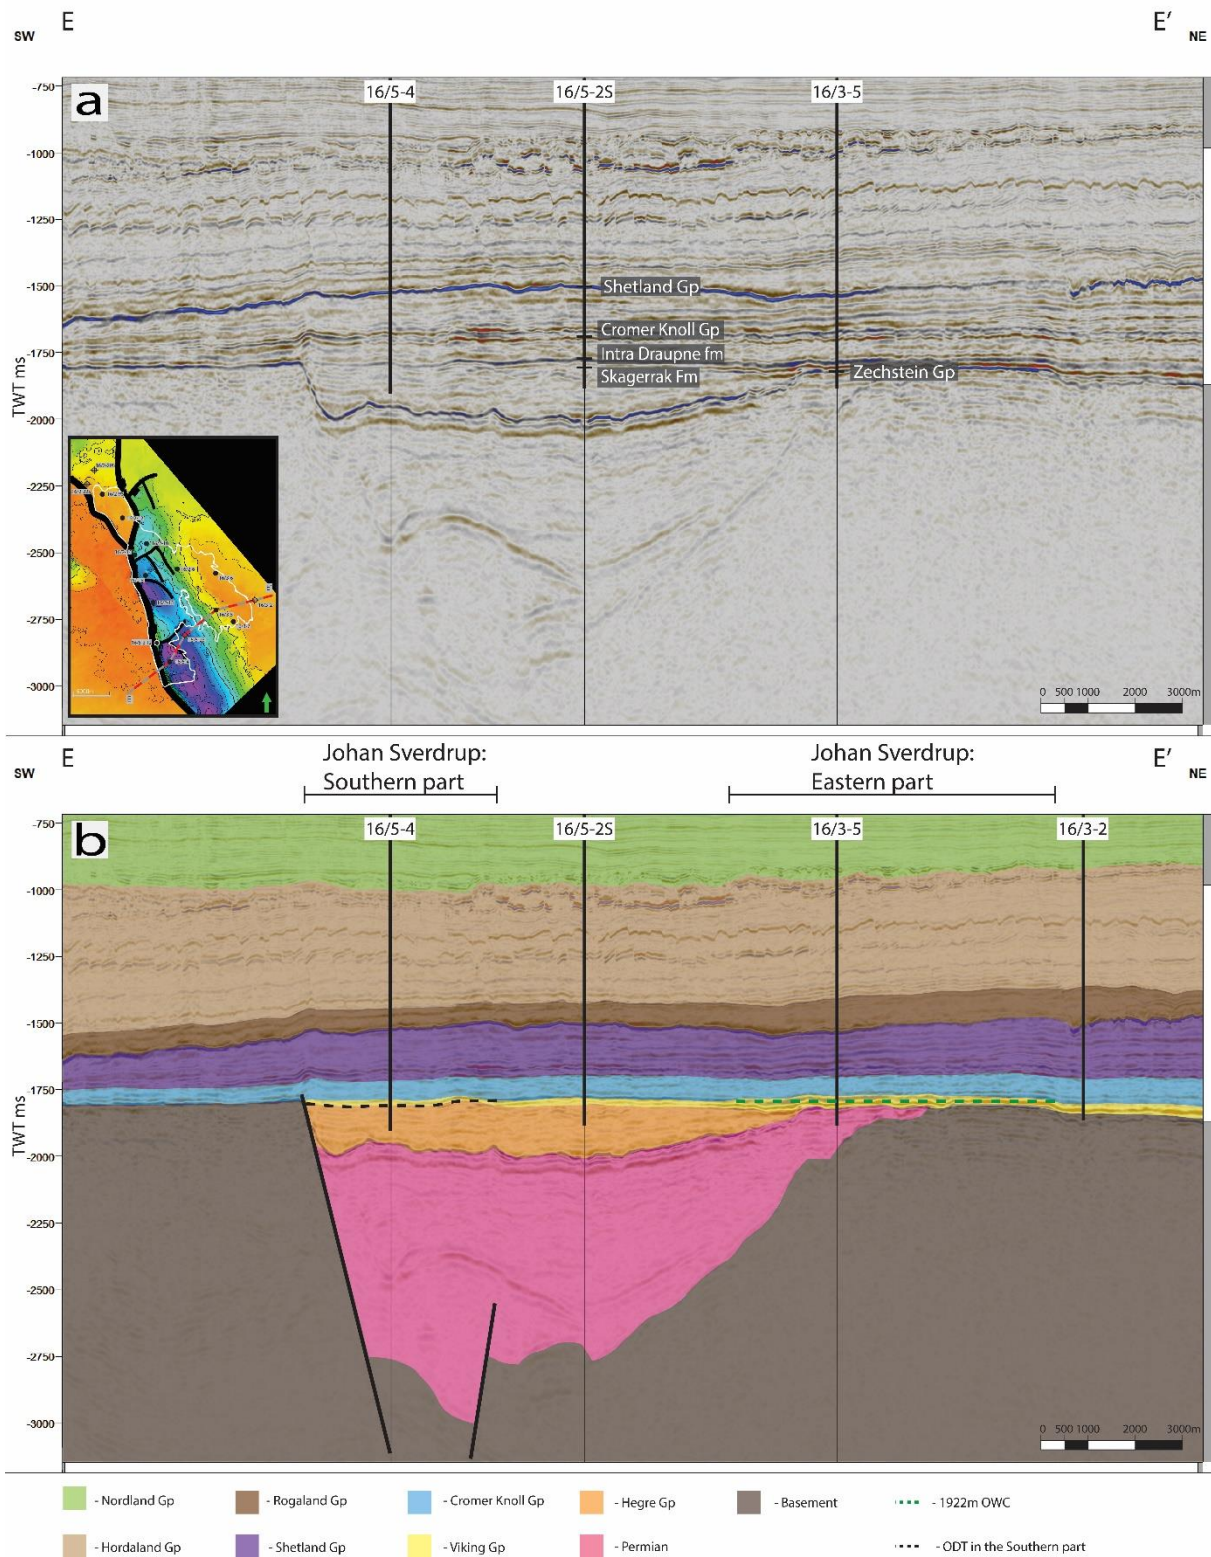 E E′
SW NE
a
16/5-4 16/5-2S 16/3-5
-750
-1000
-1250
-1500
-1750
-2000
-2250
-2500
-2750
-3000
TWT ms
Shetland Gp
Cromer Knoll Gp
Intra Draupne fm
Skagerrak Fm
Zechstein Gp
0 500 1000 2000 3000m
E E′
SW NE
Johan Sverdrup:
Southern part
Johan Sverdrup:
Eastern part
b
16/5-4 16/5-2S 16/3-5 16/3-2
-750
-1000
-1250
-1500
-1750
-2000
-2250
-2500
-2750
-3000
TWT ms
0 500 1000 2000 3000m
- Nordland Gp - Rogaland Gp - Cromer Knoll Gp - Hegre Gp - Basement - 1922m OWC
- Hordaland Gp - Shetland Gp - Viking Gp - Permian - ODT in the Southern part